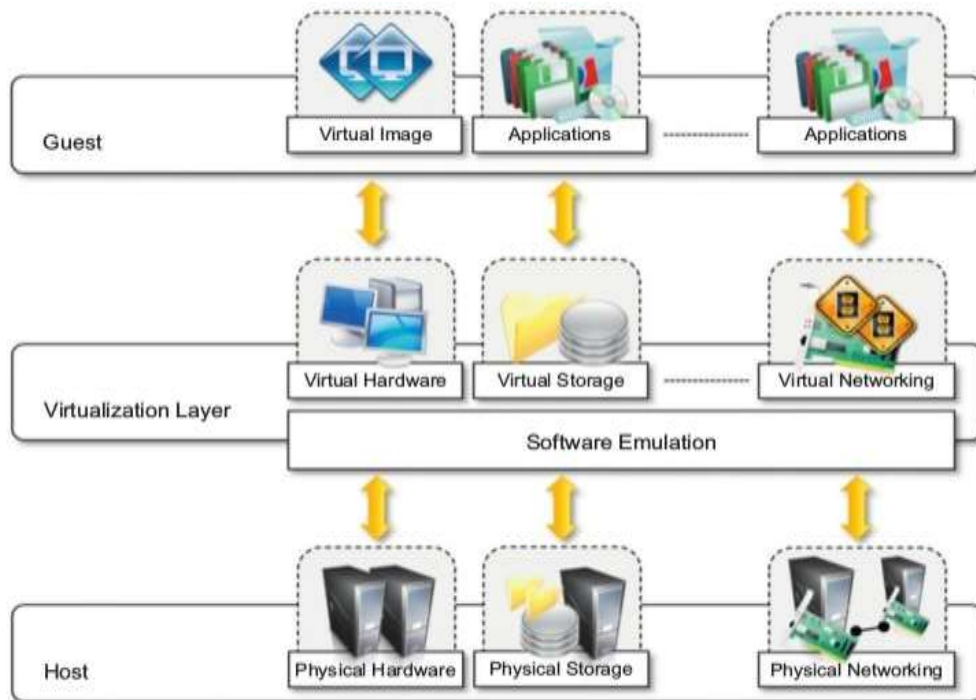 Virtual Image
Applications
Applications
Guest
Virtual Hardware
Virtual Storage
Virtual Networking
Virtualization Layer
Software Emulation
Physical Hardware
Physical Storage
Physical Networking
Host